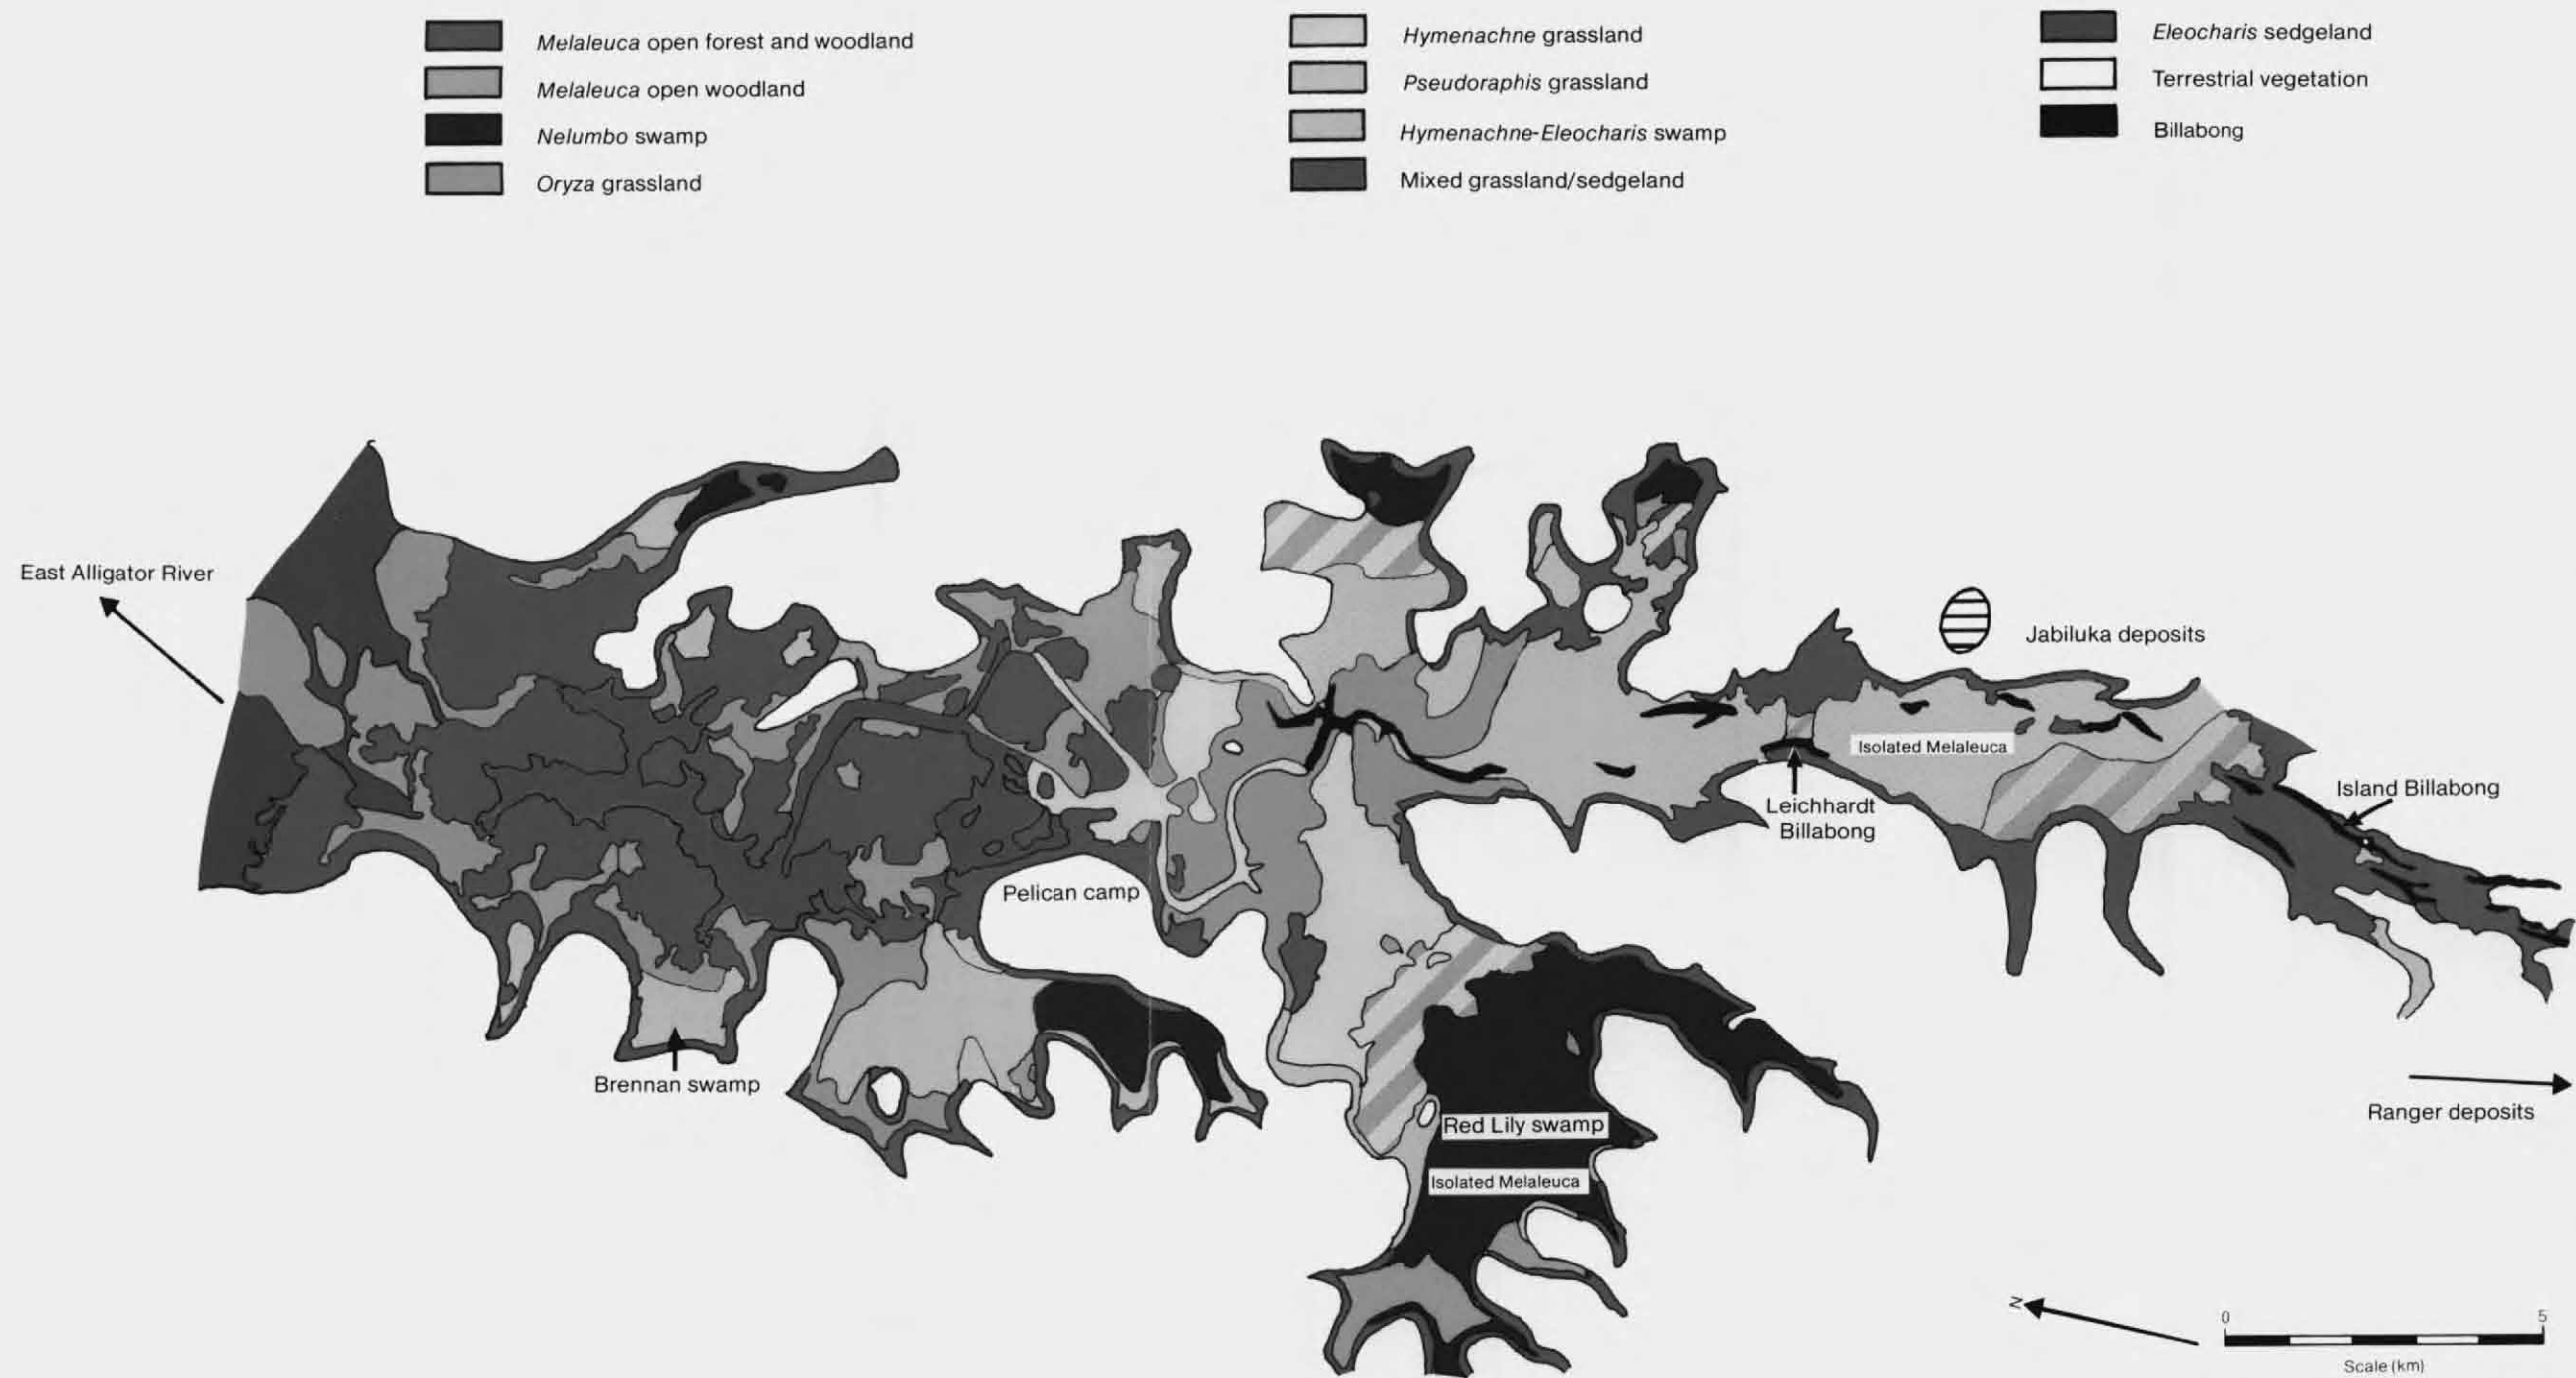 Melaleuca open forest and woodland
Melaleuca open woodland
Nelumbo swamp
Oryza grassland
Hymenachne grassland
Pseudoraphis grassland
Hymenachne-Eleocharis swamp
Mixed grassland/sedgeland
Eleocharis sedgeland
Terrestrial vegetation
Billabong
East Alligator River
Jabiluka deposits
Isolated Melaleuca
Island Billabong
Leichhardt
Billabong
Pelican camp
Brennan swamp
Ranger deposits
Red Lily swamp
Isolated Melaleuca
N
0 5
Scale (km)